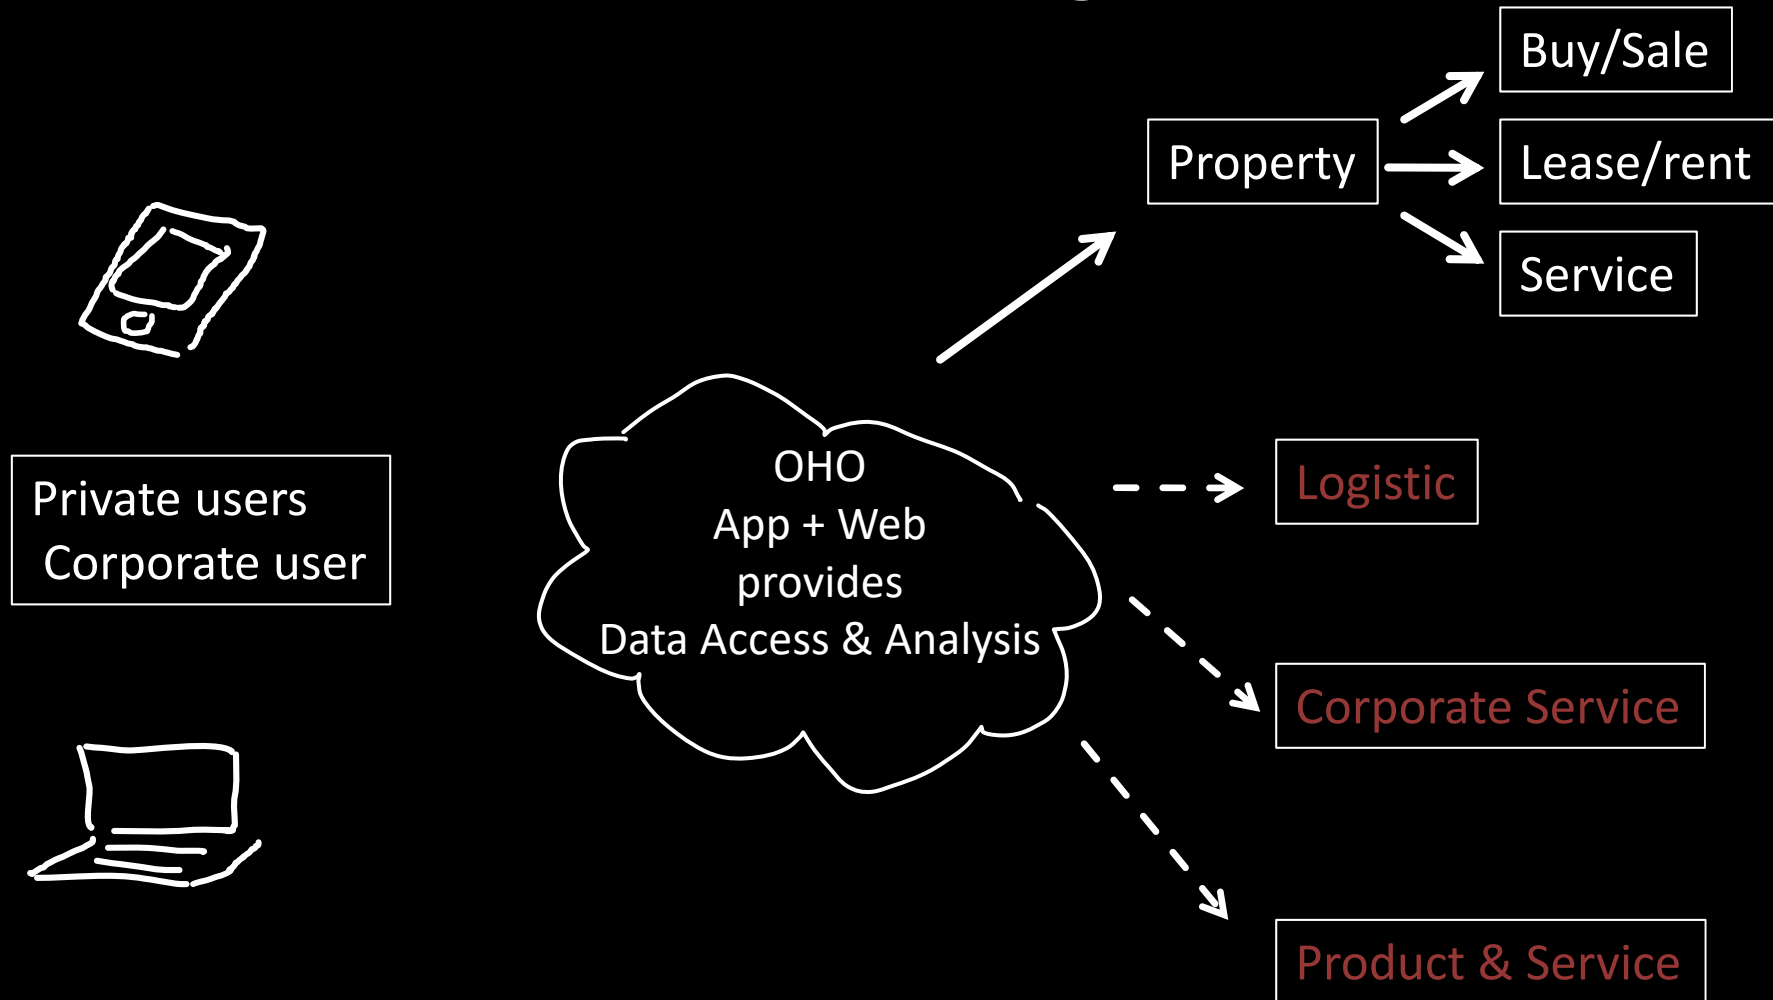 Buy/Sale
Property
Lease/rent
Service
Private users
Corporate user
OHO
App + Web
provides
Data Access & Analysis
Logistic
Corporate Service
Product & Service